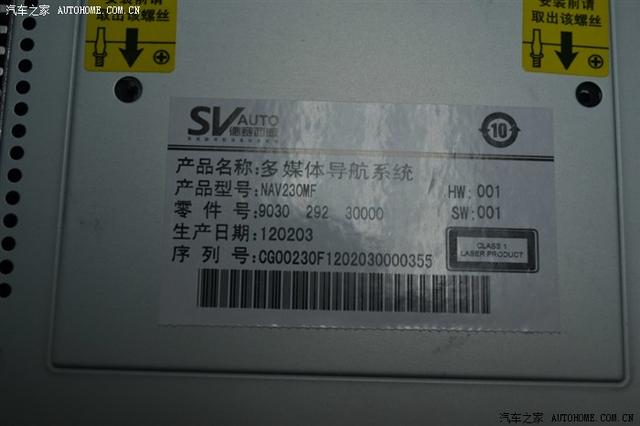 汽车之家 AUTOHOME.COM.CN
安装前请
取出该螺丝
安装前请
取出该螺丝
SV AUTO
德赛西威
10
产品名称:多媒体导航系统
产品型号:NAV230MF HW:001
零 件 号:9030 292 30000 SW:001
生产日期:120203
序 列 号:CG00230F1202030000355
CLASS 1
LASER PRODUCT
汽车之家 AUTOHOME.COM.CN